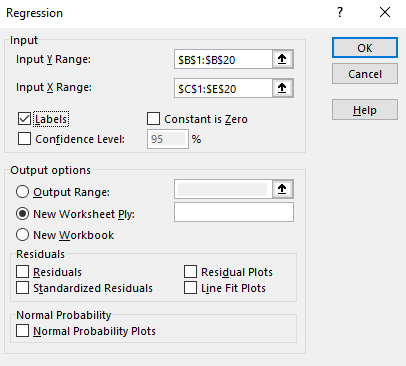 Regression
?
Input
OK
Input Y Range:
$B$1:$B$20
Cancel
Input X Range:
$C$1:$E$20
Labels
Constant is Zero
Help
Confidence Level:
95
%
Output options
Output Range:
New Worksheet Ply:
New Workbook
Residuals
Residuals
Residual Plots
Standardized Residuals
Line Fit Plots
Normal Probability
Normal Probability Plots